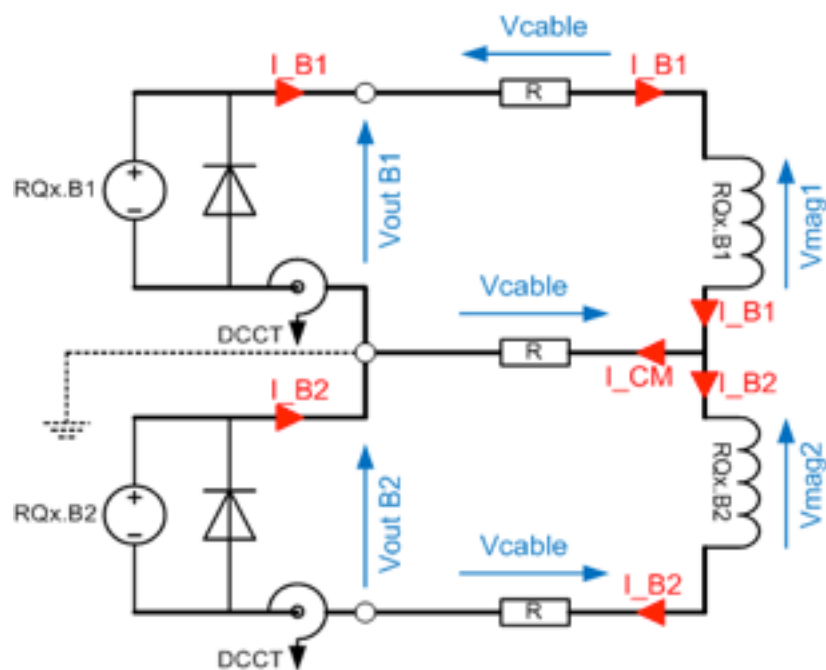 Vcable
I_B1
I_B1
R
+
RQx.B1
-
Vout B1
RQx.B1
Vmag1
Vcable
I_B1
DCCT
R
I_CM
I_B2
I_B2
+
RQx.B2
-
Vout B2
RQx.B2
Vmag2
Vcable
R
I_B2
DCCT